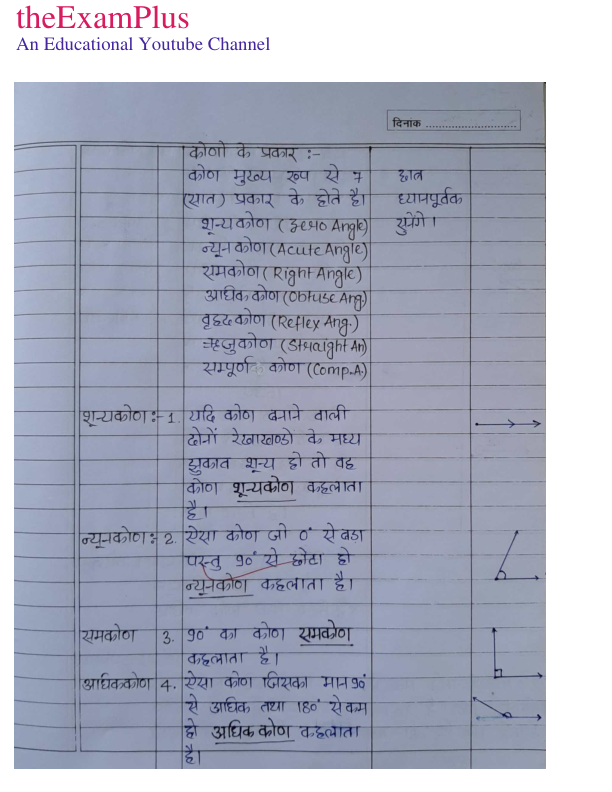 theExamPlus
An Educational Youtube Channel
दिनाक
कोणो के प्रकार :-
कोण मुख्य रूप से 7 छात्र
(सात) प्रकार के होते है। ध्यानपूर्वक
शून्यकोण (Zero Angle) सुनेंगे।
न्यूनकोण (Acute Angle)
समकोण (Right Angle)
अधिक कोण (Obtuse Ang)
वृहदकोण (Reflex Ang.)
ऋजुकोण (Straight An)
सम्पूर्ण कोण (Comp.A.)
शून्यकोण :- 1. यदि कोण बनाने वाली
दोनों रेखाखण्डो के मध्य
झुकाव शून्य हो तो वह
कोण शून्यकोण कहलाता
है।
न्यूनकोण :- 2. ऐसा कोण जो 0° से बड़ा
परन्तु 90° से छोटा हो
न्यूनकोण कहलाता है।
समकोण 3. 90° का कोण समकोण
कहलाता है।
अधिककोण 4. ऐसा कोण जिसका मान 90°
से अधिक तथा 180° से कम
हो अधिक कोण कहलाता
है।